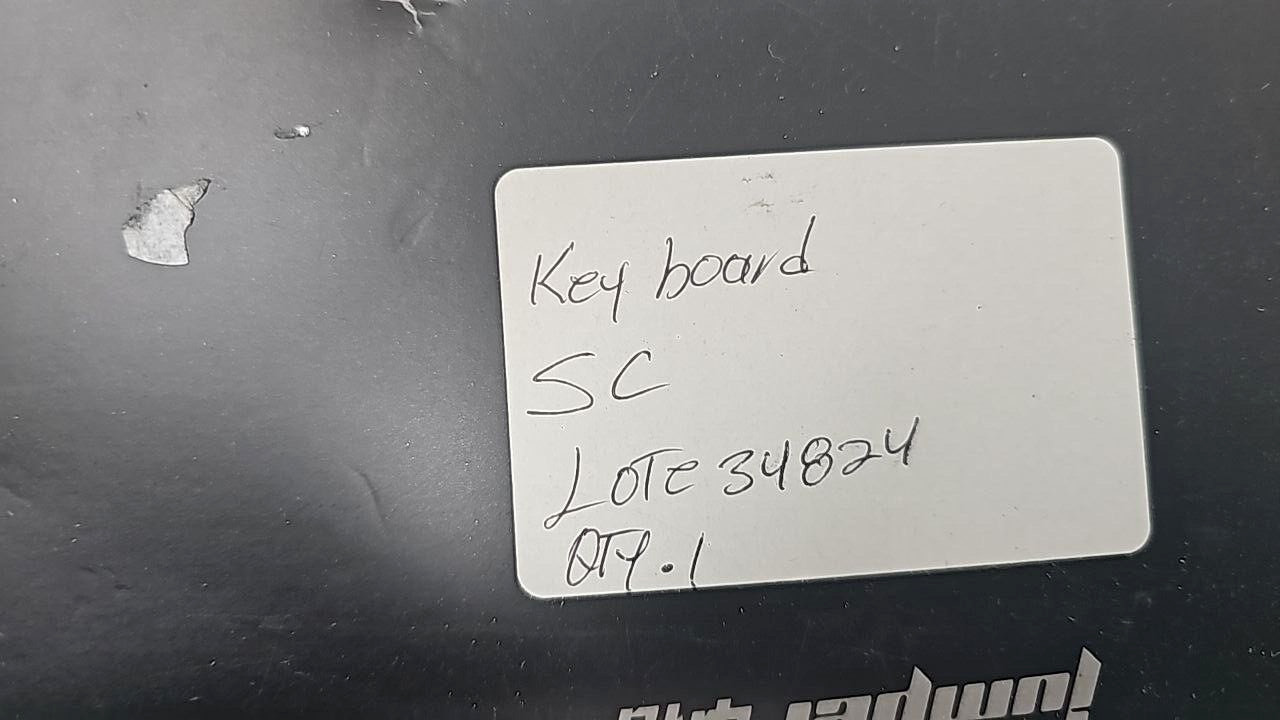 Key board
SC
LOTE 34824
QTY. 1